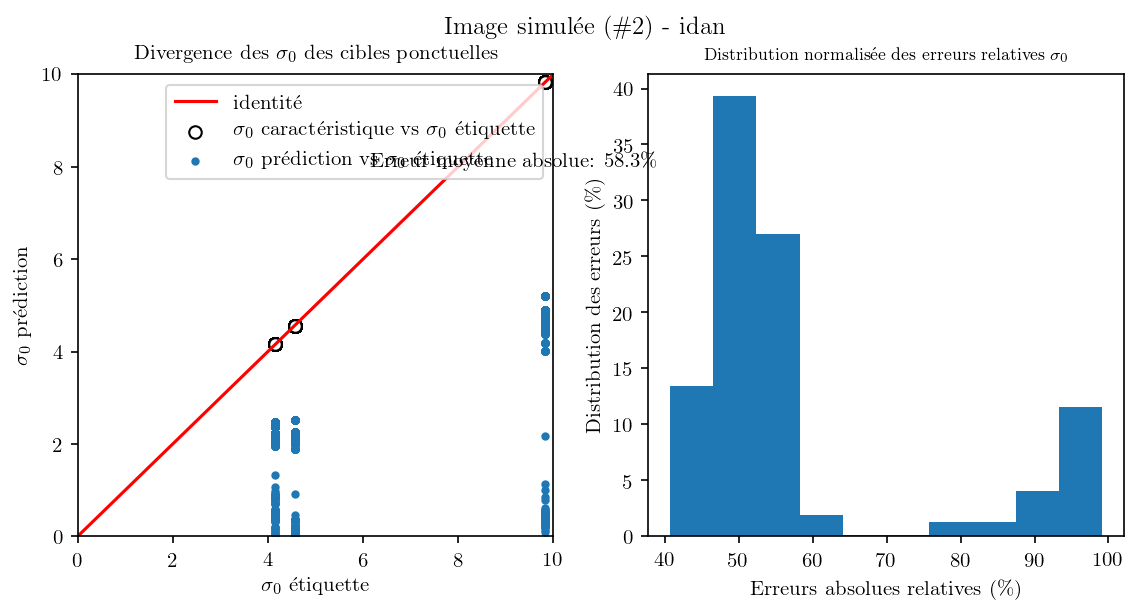 Image simulée (#2) - idan
Divergence des σ0 des cibles ponctuelles
10
8
6
4
2
0
0 2 4 6 8 10
σ0 prédiction
σ0 étiquette
identité
σ0 caractéristique vs σ0 étiquette
σ0 prédiction vs σ0 étiquette
Erreur moyenne absolue: 58.3%
Distribution normalisée des erreurs relatives σ0
40
35
30
25
20
15
10
5
0
40 50 60 70 80 90 100
Distribution des erreurs (%)
Erreurs absolues relatives (%)